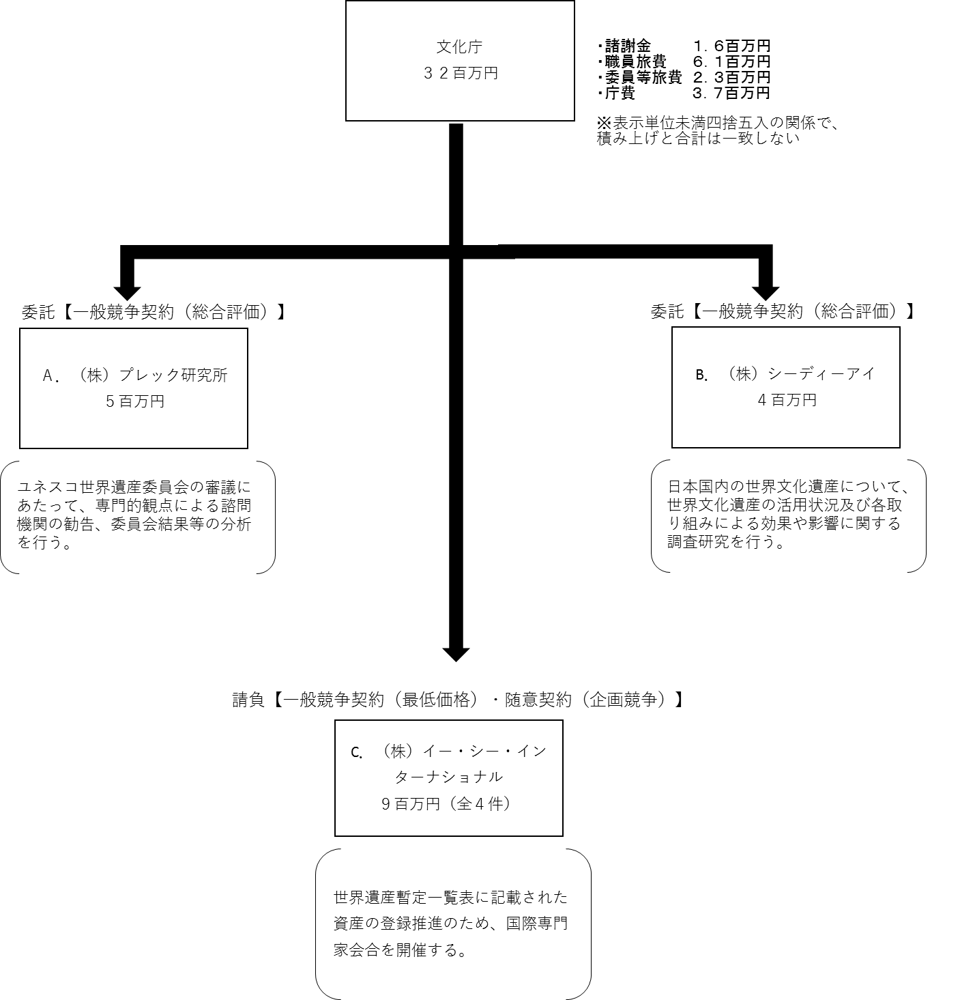 文化庁
３２百万円
・諸謝金　　　１．６百万円
・職員旅費　　６．１百万円
・委員等旅費　２．３百万円
・庁費　　　　３．７百万円
※表示単位未満四捨五入の関係で、
積み上げと合計は一致しない
委託【一般競争契約（総合評価）】
Ａ．（株）プレック研究所
５百万円
ユネスコ世界遺産委員会の審議に
あたって、専門的観点による諮問
機関の勧告、委員会結果等の分析
を行う。
委託【一般競争契約（総合評価）】
B.　（株）シーディーアイ
４百万円
日本国内の世界文化遺産について、
世界文化遺産の活用状況及び各取
り組みによる効果や影響に関する
調査研究を行う。
請負【一般競争契約（最低価格）・随意契約（企画競争）】
C.　（株）イー・シー・イン
ターナショナル
９百万円（全４件）
世界遺産暫定一覧表に記載された
資産の登録推進のため、国際専門
家会合を開催する。